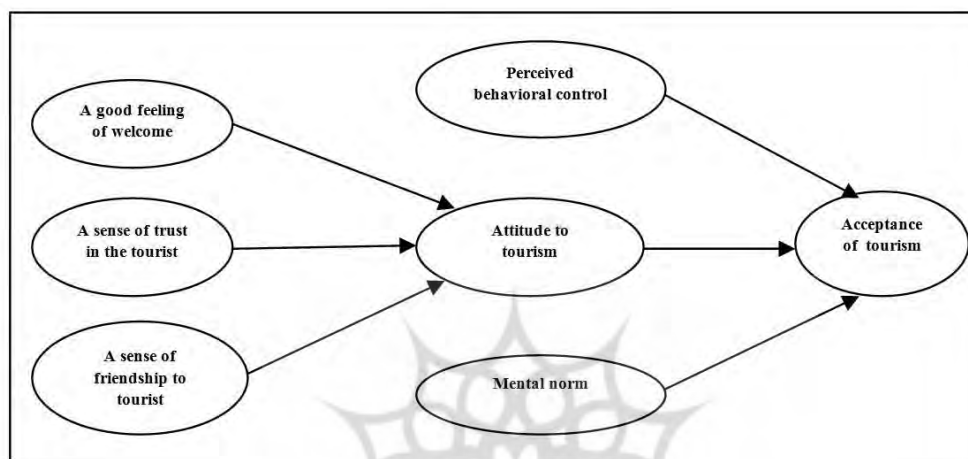 A good feeling
of welcome
A sense of trust
in the tourist
A sense of
friendship to
tourist
Perceived
behavioral control
Attitude to
tourism
Mental norm
Acceptance
of tourism